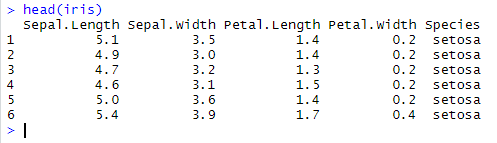 > head(iris)
  Sepal.Length Sepal.Width Petal.Length Petal.Width Species
1          5.1         3.5          1.4         0.2  setosa
2          4.9         3.0          1.4         0.2  setosa
3          4.7         3.2          1.3         0.2  setosa
4          4.6         3.1          1.5         0.2  setosa
5          5.0         3.6          1.4         0.2  setosa
6          5.4         3.9          1.7         0.4  setosa
>